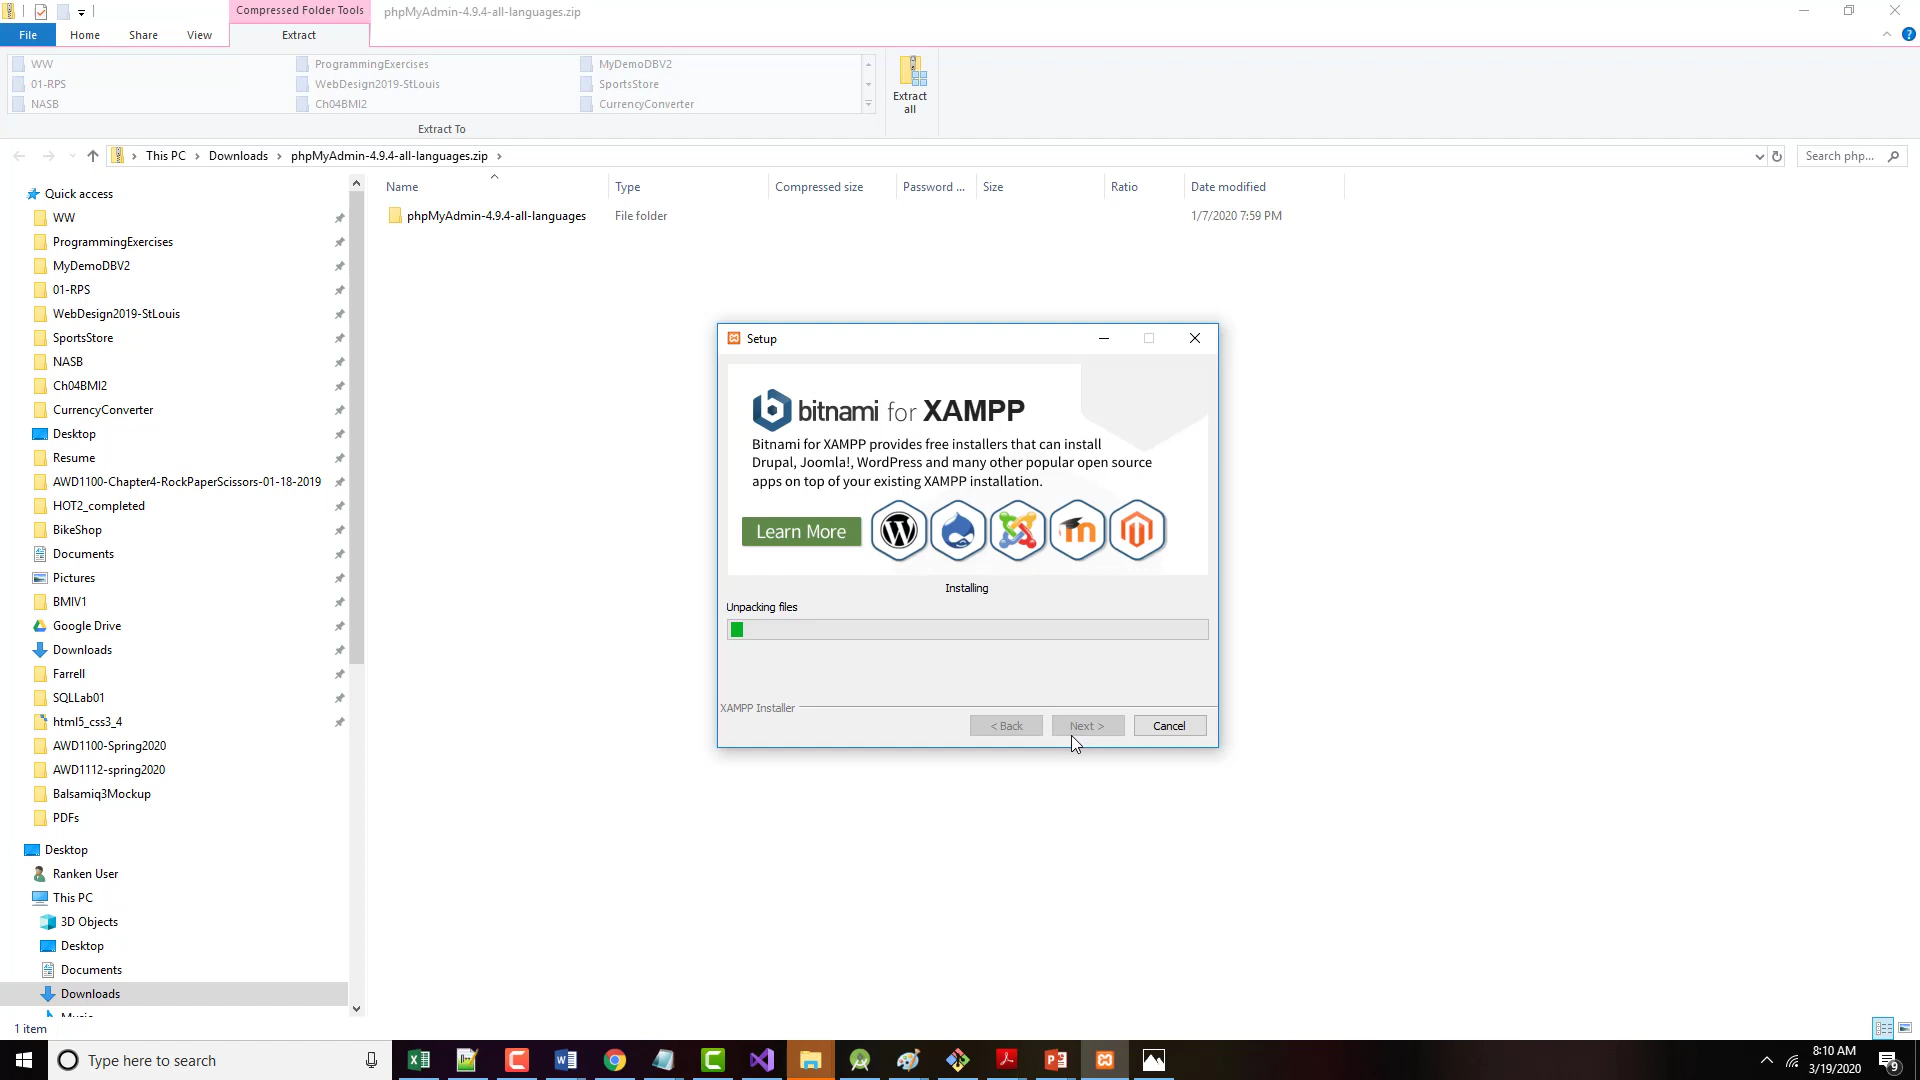 Compressed Folder Tools
phpMyAdmin-4.9.4-all-languages.zip
File
Home
Share
View
Extract
WW
ProgrammingExercises
MyDemoDBV2
01-RPS
WebDesign2019-StLouis
SportsStore
NASB
Ch04BMI2
CurrencyConverter
Extract
all
Extract To
This PC
Downloads
phpMyAdmin-4.9.4-all-languages.zip
Search php...
Name
Type
Compressed size
Password ...
Size
Ratio
Date modified
phpMyAdmin-4.9.4-all-languages
File folder
1/7/2020 7:59 PM
Quick access
WW
ProgrammingExercises
MyDemoDBV2
01-RPS
WebDesign2019-StLouis
SportsStore
NASB
Ch04BMI2
CurrencyConverter
Desktop
Resume
AWD1100-Chapter4-RockPaperScissors-01-18-2019
HOT2_completed
BikeShop
Documents
Pictures
BMIV1
Google Drive
Downloads
Farrell
SQLLab01
html5_css3_4
AWD1100-Spring2020
AWD1112-spring2020
Balsamiq3Mockup
PDFs
Desktop
Ranken User
This PC
3D Objects
Desktop
Documents
Downloads
1 item
Setup
bitnami for XAMPP
Bitnami for XAMPP provides free installers that can install
Drupal, Joomla!, WordPress and many other popular open source
apps on top of your existing XAMPP installation.
Learn More
Installing
Unpacking files
XAMPP Installer
< Back
Next >
Cancel
Type here to search
8:10 AM
3/19/2020
9